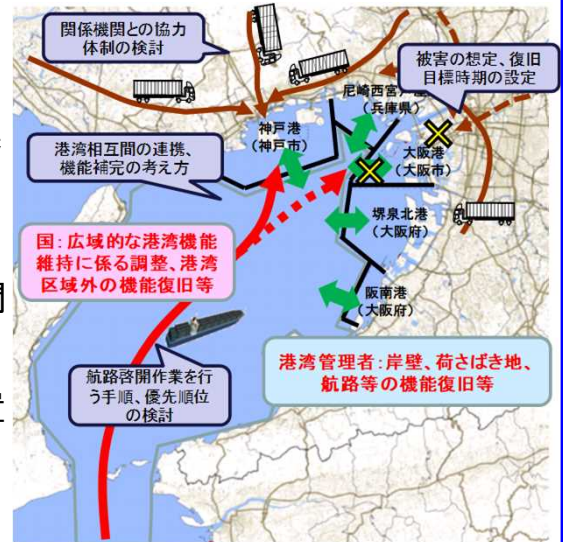 関係機関との協力
体制の検討
被害の想定、復旧
目標時期の設定
尼崎西宮芦屋港
(兵庫県)
神戸港
(神戸市)
大阪港
(大阪市)
港湾相互間の連携、
機能補完の考え方
堺泉北港
(大阪府)
国:広域的な港湾機能
維持に係る調整、港湾
区域外の機能復旧等
阪南港
(大阪府)
港湾管理者:岸壁、荷さばき地、
航路等の機能復旧等
航路啓開作業を行
う手順、優先順位
の検討